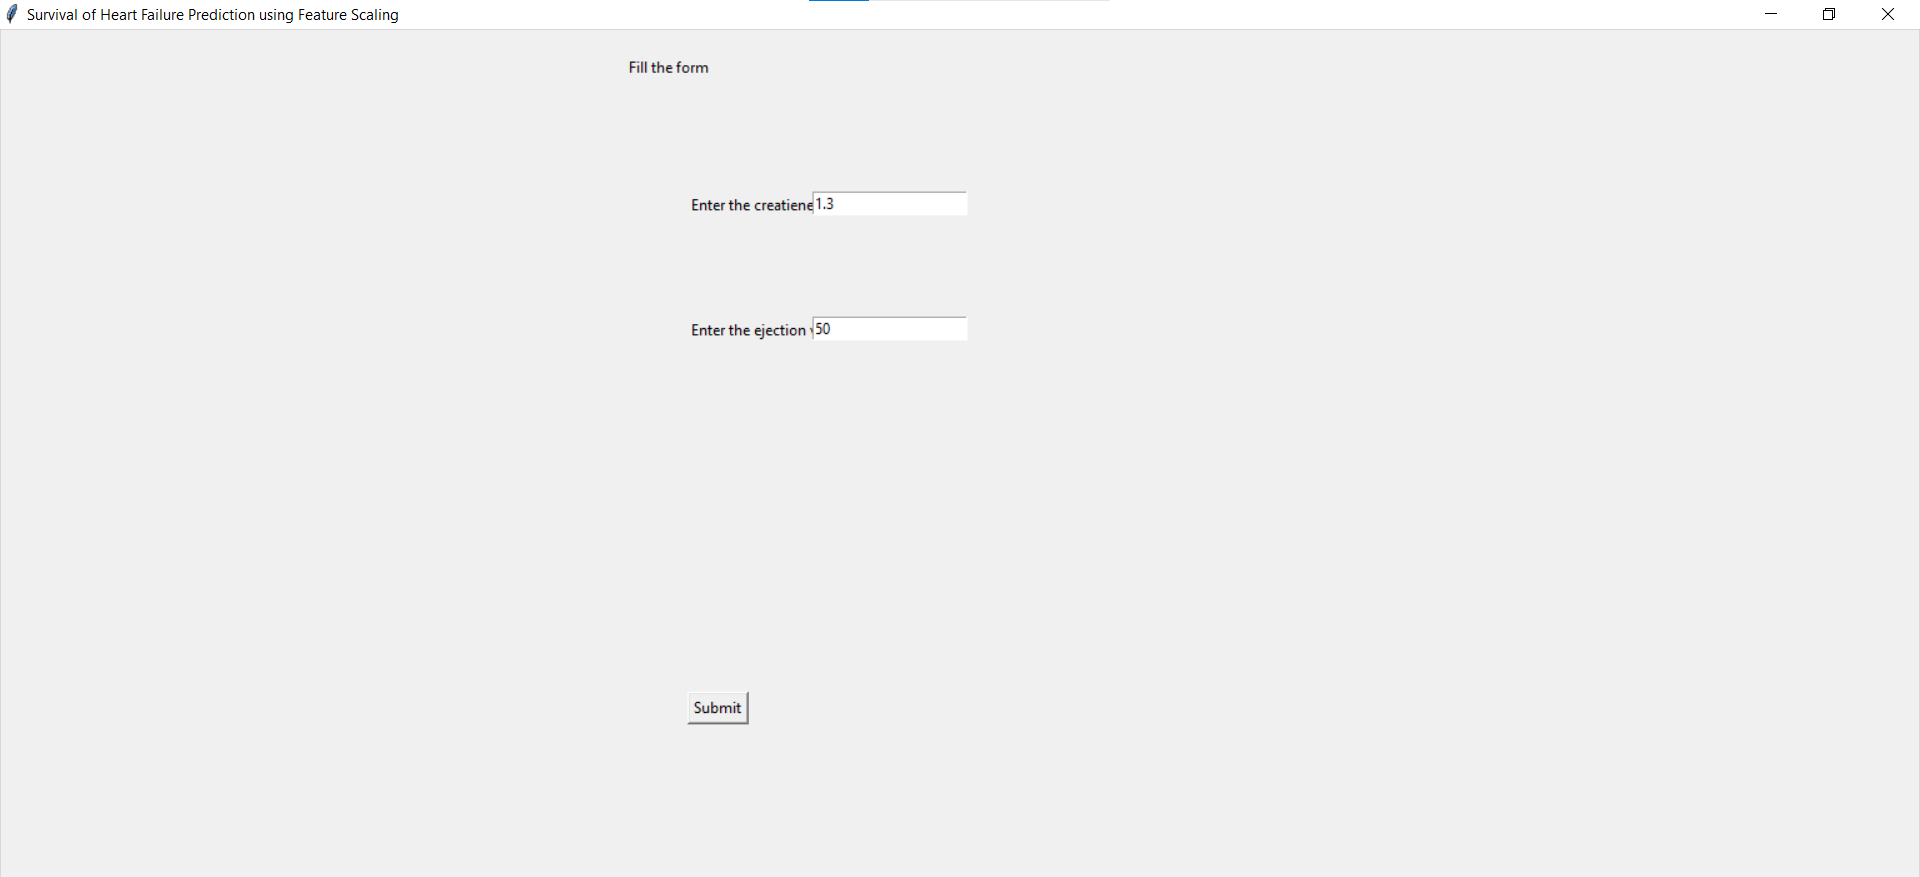 Survival of Heart Failure Prediction using Feature Scaling
Fill the form
Enter the creatiene 1.3
Enter the ejection 50
Submit